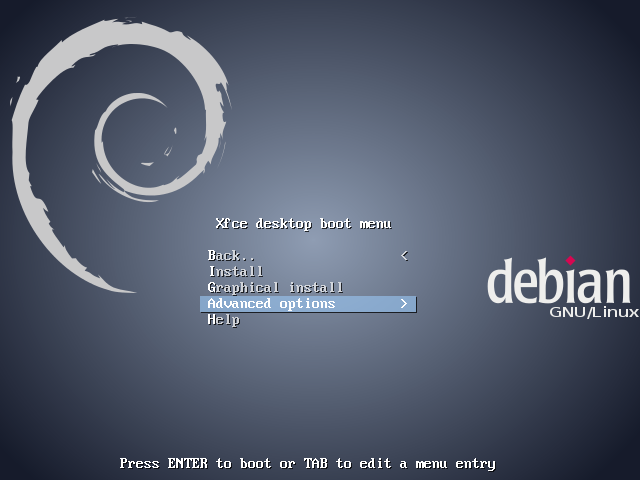 Xfce desktop boot menu
Back.. <
Install
Graphical install
Advanced options >
Help
debian
GNU/Linux
Press ENTER to boot or TAB to edit a menu entry